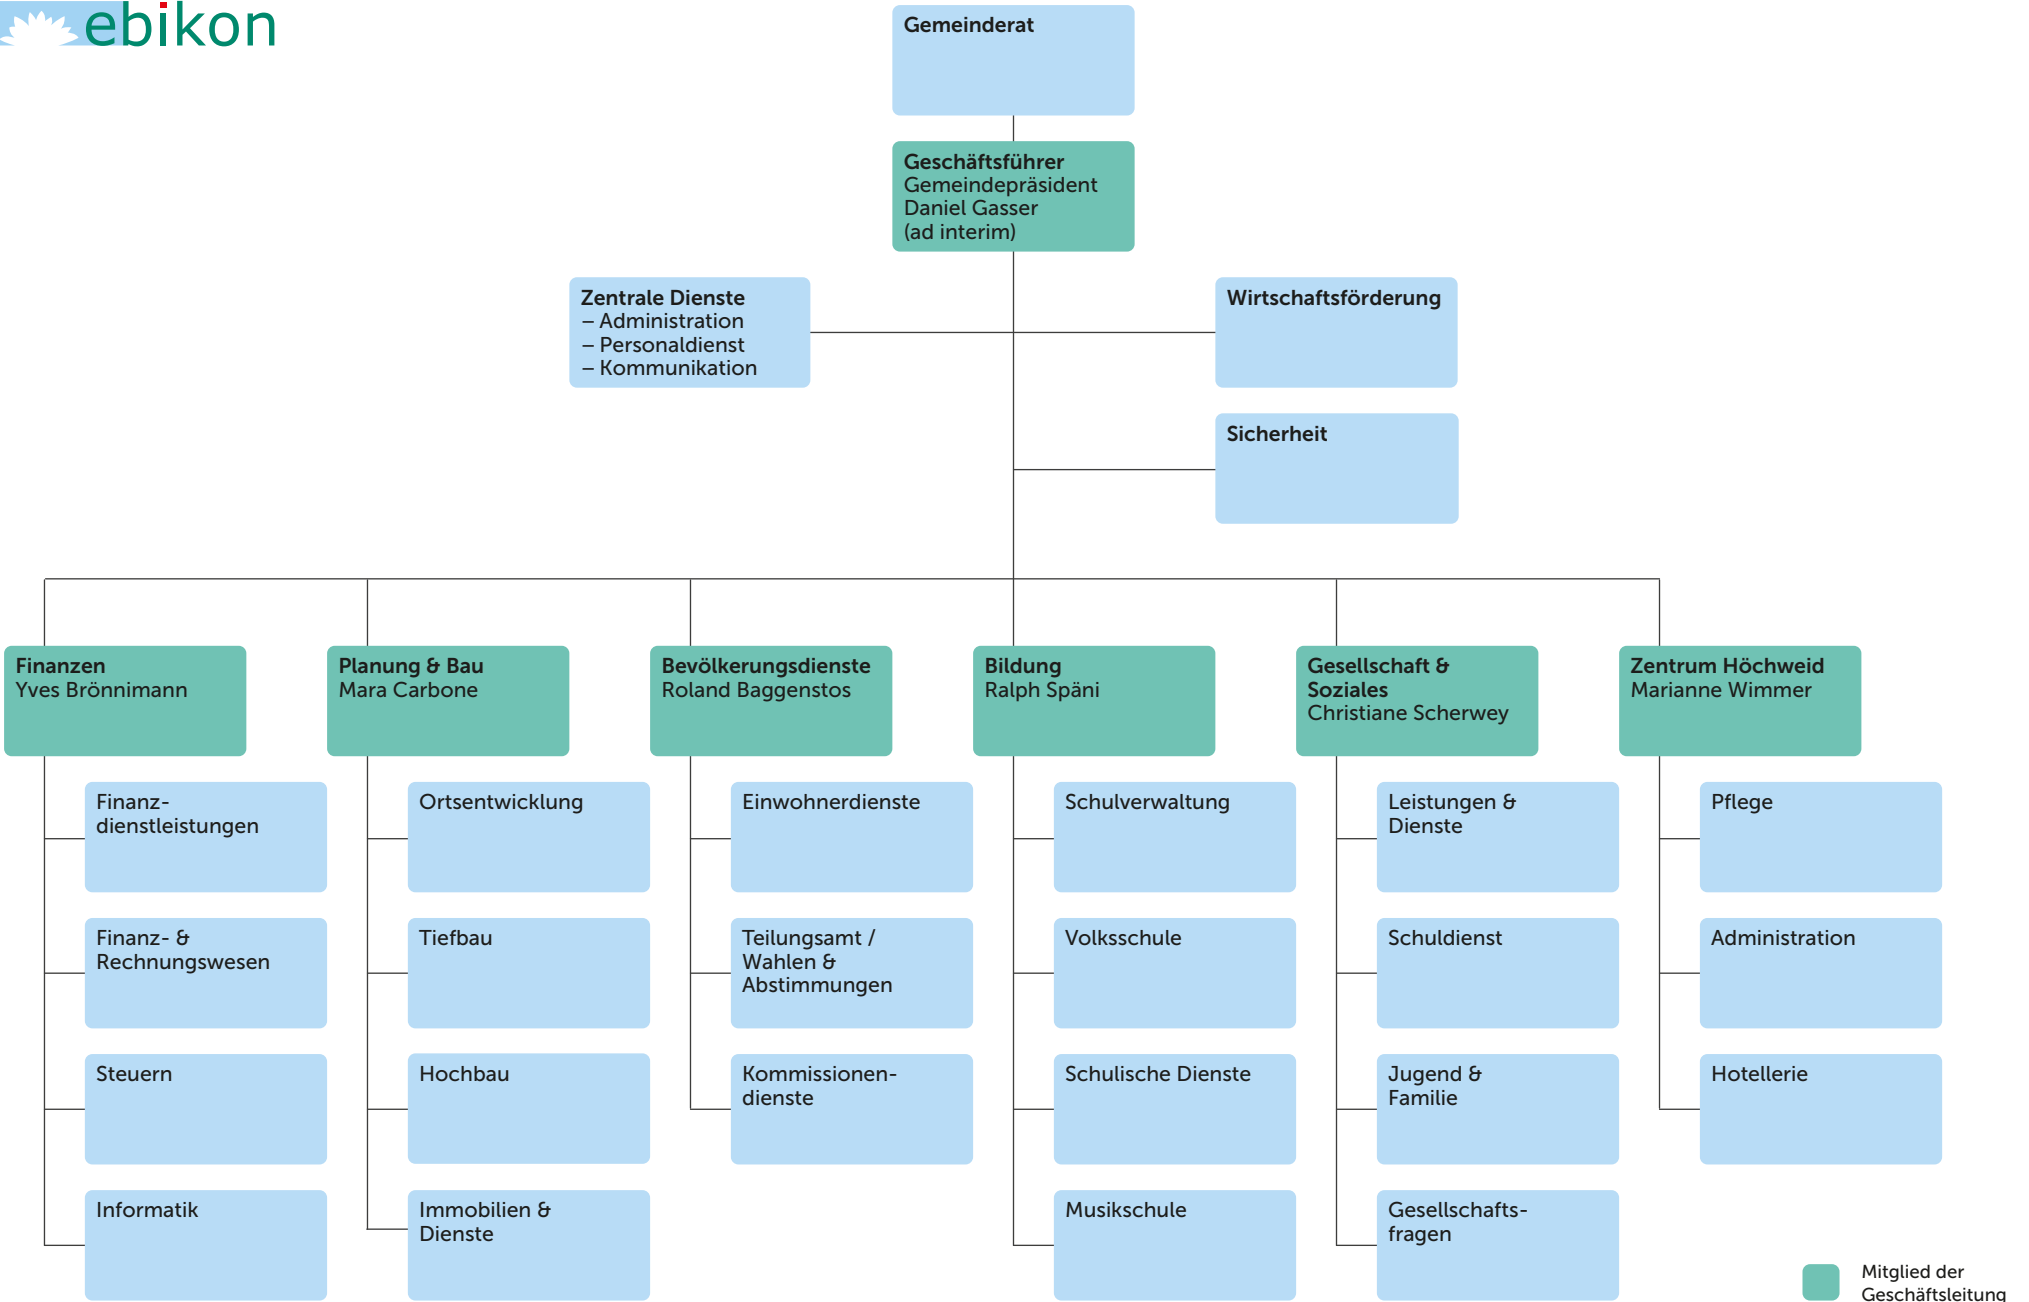 ebikon
Gemeinderat
Geschäftsführer
Gemeindepräsident
Daniel Gasser
(ad interim)
Zentrale Dienste
– Administration
– Personaldienst
– Kommunikation
Wirtschaftsförderung
Sicherheit
Finanzen
Yves Brönnimann
Finanz-
dienstleistungen
Finanz- &
Rechnungswesen
Steuern
Informatik
Planung & Bau
Mara Carbone
Ortsentwicklung
Tiefbau
Hochbau
Immobilien &
Dienste
Bevölkerungsdienste
Roland Baggenstos
Einwohnerdienste
Teilungsamt /
Wahlen &
Abstimmungen
Kommissionen-
dienste
Bildung
Ralph Späni
Schulverwaltung
Volksschule
Schulische Dienste
Musikschule
Gesellschaft &
Soziales
Christiane Scherwey
Leistungen &
Dienste
Schuldienst
Jugend &
Familie
Gesellschafts-
fragen
Zentrum Höchweid
Marianne Wimmer
Pflege
Administration
Hotellerie
Mitglied der
Geschäftsleitung